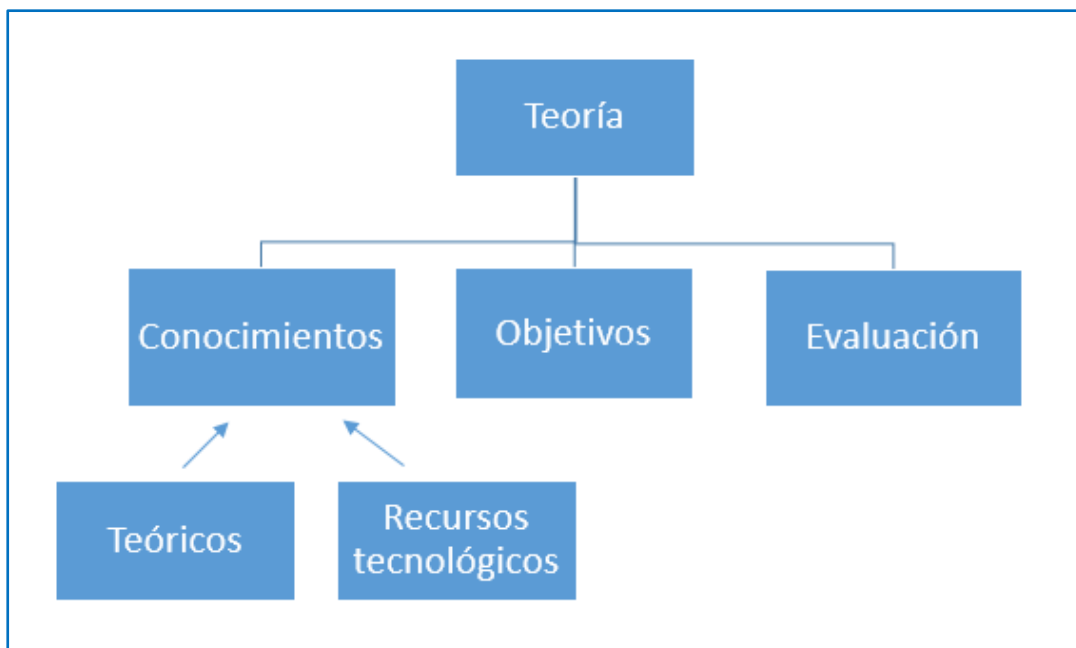 Teoría
Conocimientos
Objetivos
Evaluación
Teóricos
Recursos
tecnológicos